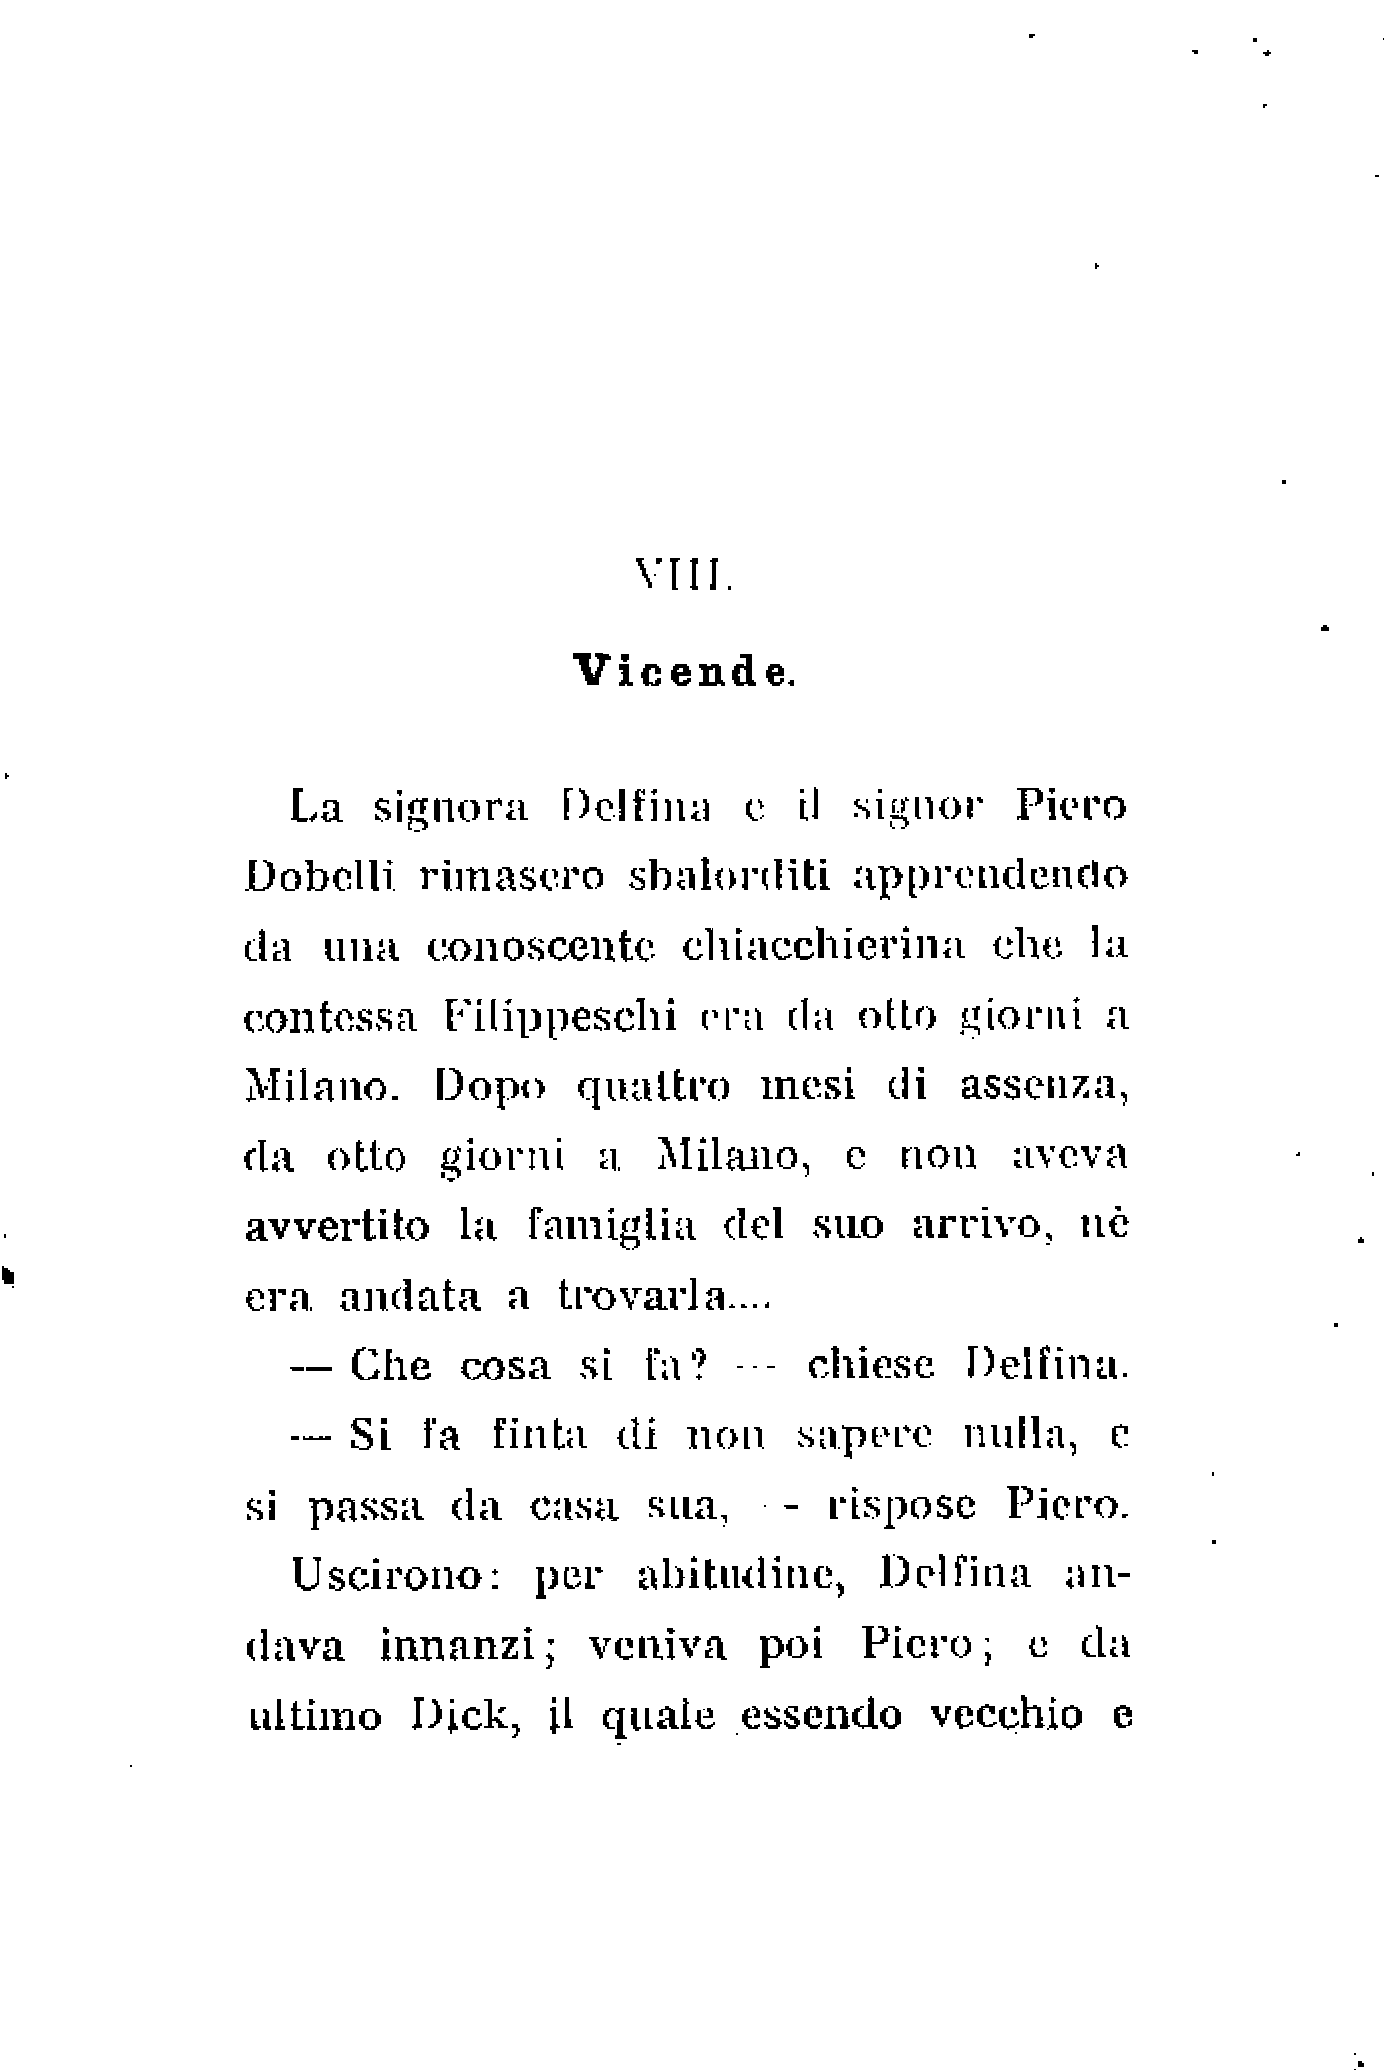 VIII.
Vicende.
La signora Delfina e il signor Piero
Dobelli rimasero sbalorditi apprendendo
da una conoscente chiacchierina che la
contessa Filippeschi era da otto giorni a
Milano. Dopo quattro mesi di assenza,
da otto giorni a Milano, e non aveva
avvertito la famiglia del suo arrivo, nè
era andata a trovarla....
— Che cosa si fa? — chiese Delfina.
— Si fa finta di non sapere nulla, e
si passa da casa sua, — rispose Piero.
Uscirono: per abitudine, Delfina an-
dava innanzi; veniva poi Piero; e da
ultimo Dick, il quale essendo vecchio e